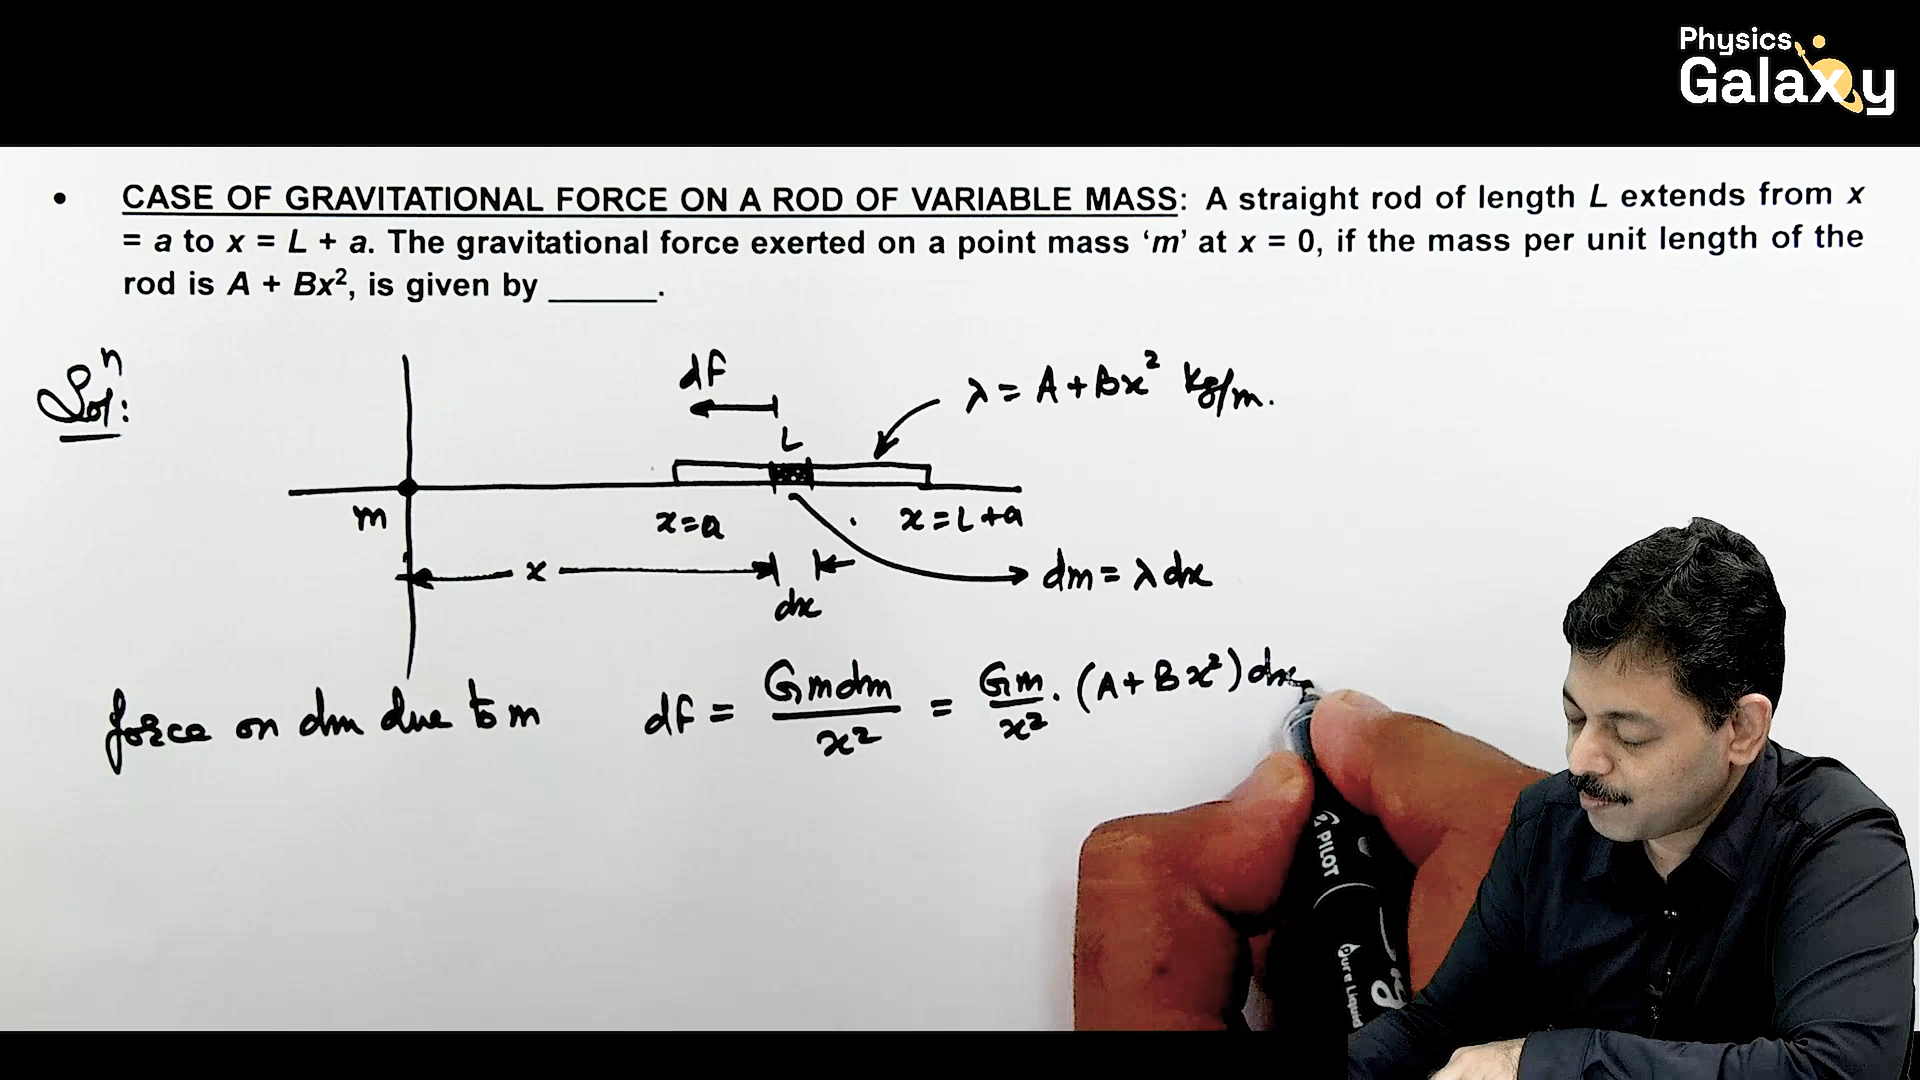 Physics
Galaxy
• CASE OF GRAVITATIONAL FORCE ON A ROD OF VARIABLE MASS: A straight rod of length L extends from x
= a to x = L + a. The gravitational force exerted on a point mass ‘m’ at x = 0, if the mass per unit length of the
rod is A + Bx², is given by ______.
Solⁿ:
dF
λ = A + Bx² kg/m.
L
m
x=a
x=L+a
x
dx
dm = λdx
force on dm due to m dF = Gmdm/x² = Gm/x² · (A + Bx²) dx
PILOT
Pure Liquid